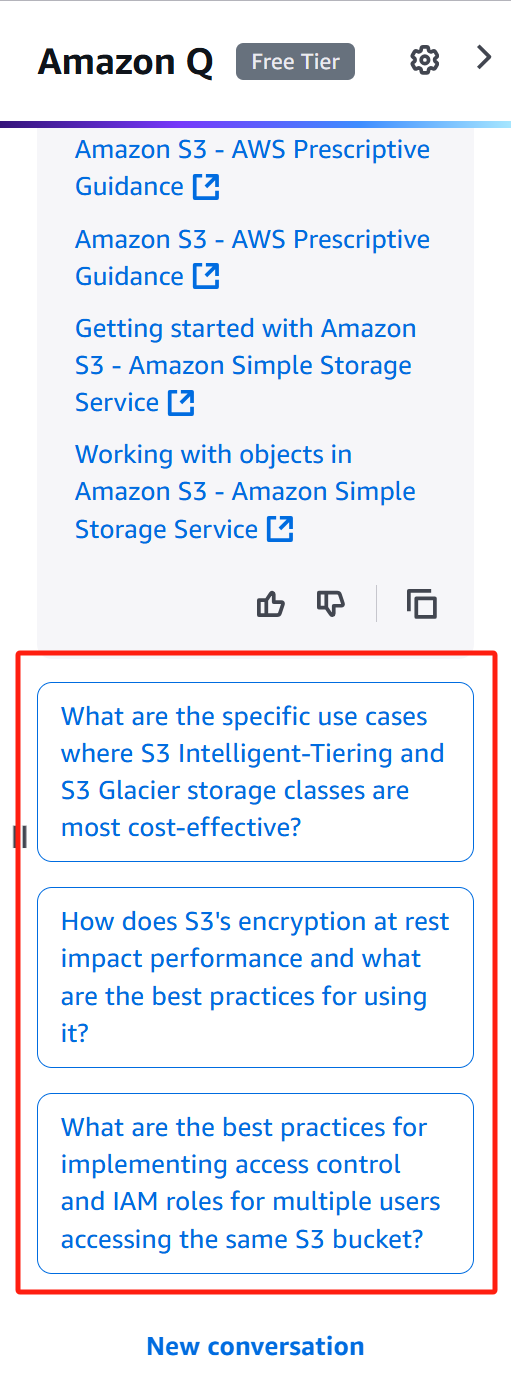 Amazon Q Free Tier
Amazon S3 - AWS Prescriptive
Guidance
Amazon S3 - AWS Prescriptive
Guidance
Getting started with Amazon
S3 - Amazon Simple Storage
Service
Working with objects in
Amazon S3 - Amazon Simple
Storage Service
What are the specific use cases
where S3 Intelligent-Tiering and
S3 Glacier storage classes are
most cost-effective?
How does S3's encryption at rest
impact performance and what
are the best practices for using
it?
What are the best practices for
implementing access control
and IAM roles for multiple users
accessing the same S3 bucket?
New conversation